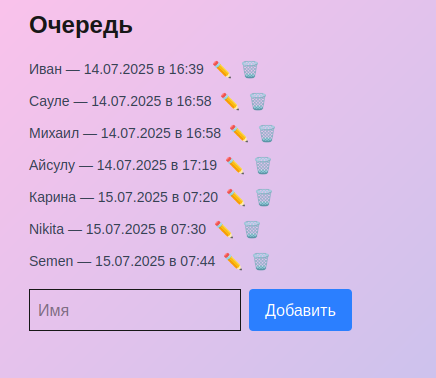 Очередь
Иван — 14.07.2025 в 16:39
Сауле — 14.07.2025 в 16:58
Михаил — 14.07.2025 в 16:58
Айсулу — 14.07.2025 в 17:19
Карина — 15.07.2025 в 07:20
Nikita — 15.07.2025 в 07:30
Semen — 15.07.2025 в 07:44
Имя
Добавить